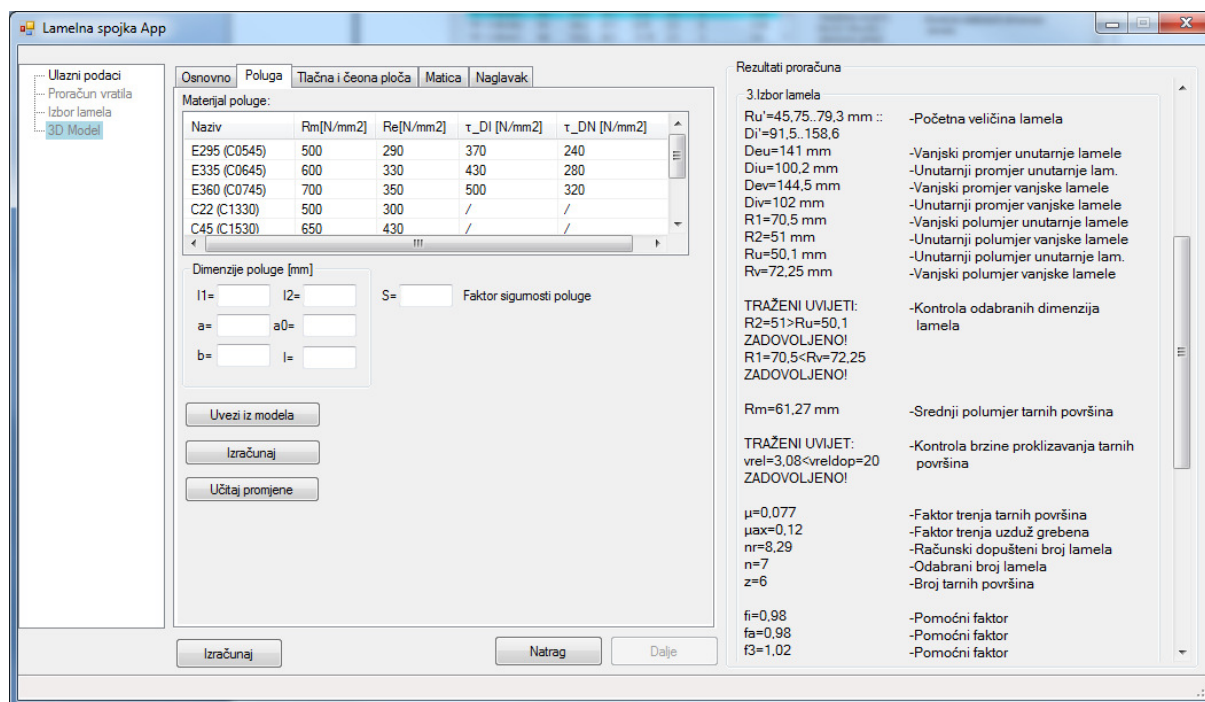 Lamelna spojka App
Ulazni podaci
Proračun vratila
Izbor lamela
3D Model
Osnovno Poluga Tlačna i čeona ploča Matica Naglavak
Materijal poluge:
Naziv Rm[N/mm2] Re[N/mm2] τ_DI [N/mm2] τ_DN [N/mm2]
E295 (C0545) 500 290 370 240
E335 (C0645) 600 330 430 280
E360 (C0745) 700 350 500 320
C22 (C1330) 500 300 / /
C45 (C1530) 650 430 / /
Dimenzije poluge [mm]
l1= l2= S= Faktor sigurnosti poluge
a= a0=
b= l=
Uvezi iz modela
Izračunaj
Učitaj promjene
Izračunaj Natrag Dalje
Rezultati proračuna
3.Izbor lamela
Ru'=45,75..79,3 mm :: -Početna veličina lamela
Di'=91,5..158,6
Deu=141 mm -Vanjski promjer unutarnje lamele
Diu=100,2 mm -Unutarnji promjer unutarnje lam.
Dev=144,5 mm -Vanjski promjer vanjske lamele
Div=102 mm -Unutarnji promjer vanjske lamele
R1=70,5 mm -Vanjski polumjer unutarnje lamele
R2=51 mm -Unutarnji polumjer vanjske lamele
Ru=50,1 mm -Unutarnji polumjer unutarnje lam.
Rv=72,25 mm -Vanjski polumjer vanjske lamele
TRAŽENI UVIJETI: -Kontrola odabranih dimenzija
R2=51>Ru=50,1 lamela
ZADOVOLJENO!
R1=70,5<Rv=72,25
ZADOVOLJENO!
Rm=61,27 mm -Srednji polumjer tarnih površina
TRAŽENI UVIJET: -Kontrola brzine proklizavanja tarnih
vrel=3,08<vreldop=20 površina
ZADOVOLJENO!
μ=0,077 -Faktor trenja tarnih površina
μax=0,12 -Faktor trenja uzduž grebena
nr=8,29 -Računski dopušteni broj lamela
n=7 -Odabrani broj lamela
z=6 -Broj tarnih površina
fi=0,98 -Pomoćni faktor
fa=0,98 -Pomoćni faktor
f3=1,02 -Pomoćni faktor